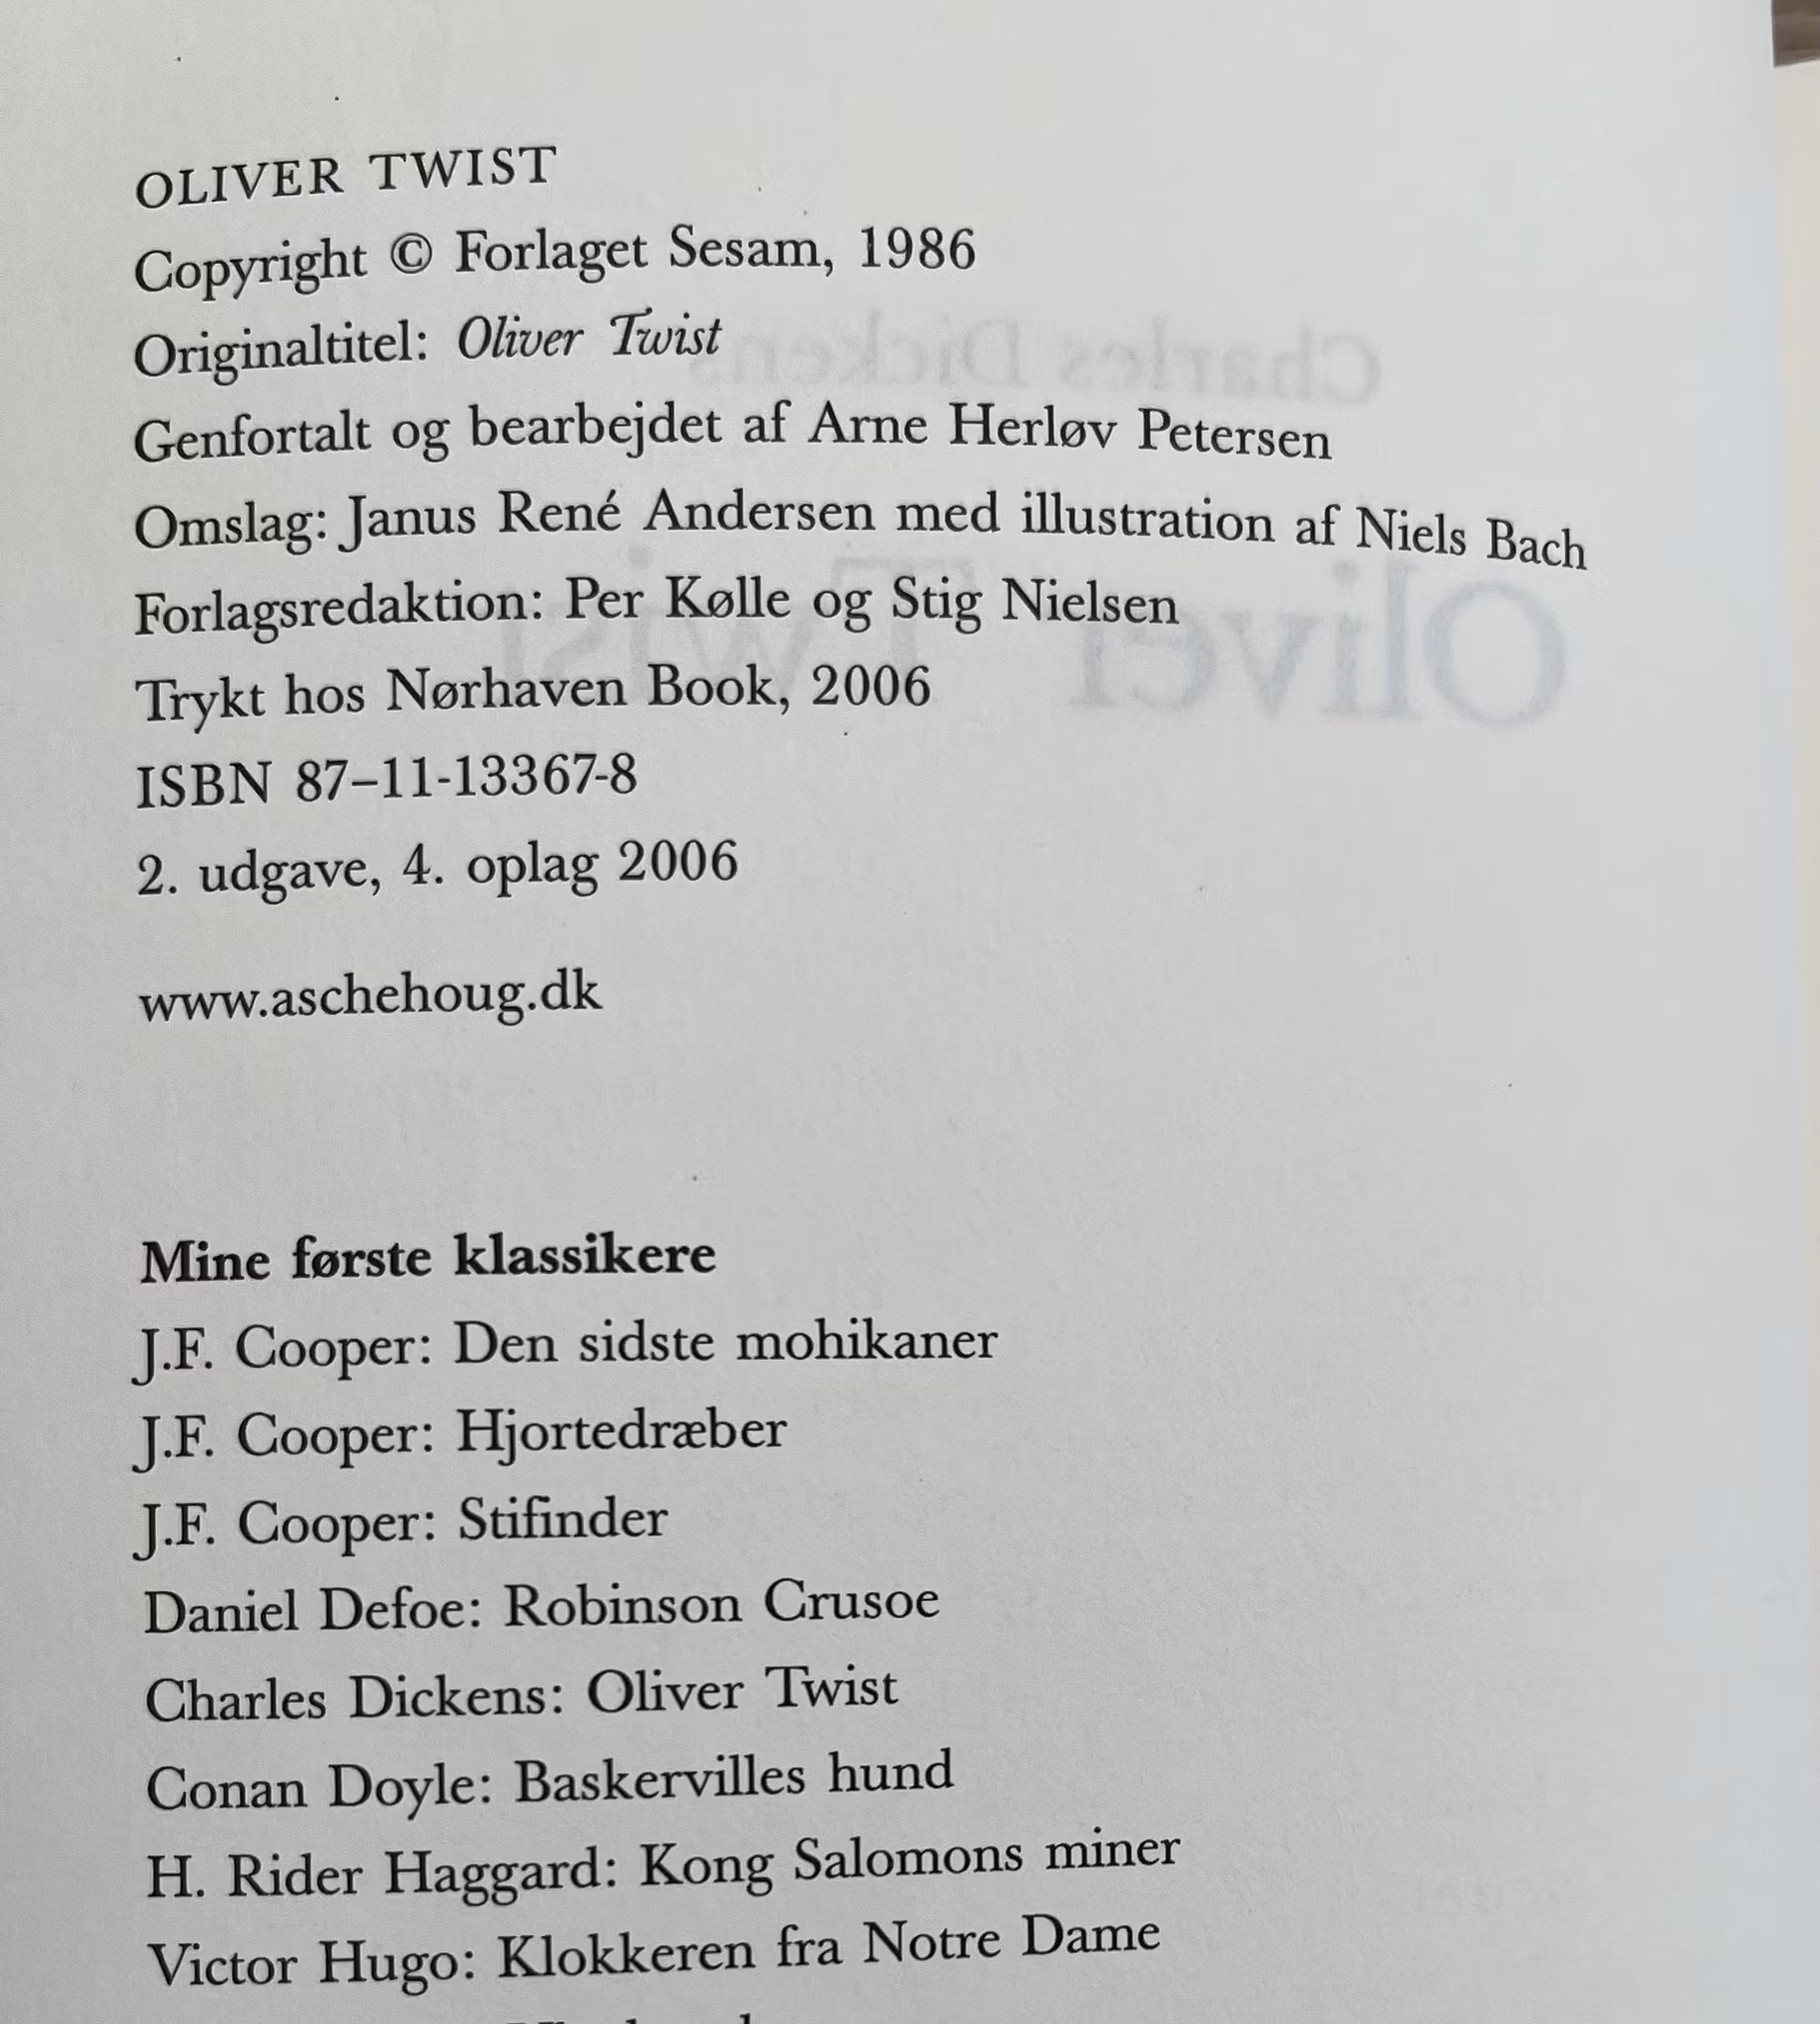 OLIVER TWIST
Copyright © Forlaget Sesam, 1986
Originaltitel: Oliver Twist
Genfortalt og bearbejdet af Arne Herløv Petersen
Omslag: Janus René Andersen med illustration af Niels Bach
Forlagsredaktion: Per Kølle og Stig Nielsen
Trykt hos Nørhaven Book, 2006
ISBN 87–11-13367-8
2. udgave, 4. oplag 2006
www.aschehoug.dk
Mine første klassikere
J.F. Cooper: Den sidste mohikaner
J.F. Cooper: Hjortedræber
J.F. Cooper: Stifinder
Daniel Defoe: Robinson Crusoe
Charles Dickens: Oliver Twist
Conan Doyle: Baskervilles hund
H. Rider Haggard: Kong Salomons miner
Victor Hugo: Klokkeren fra Notre Dame